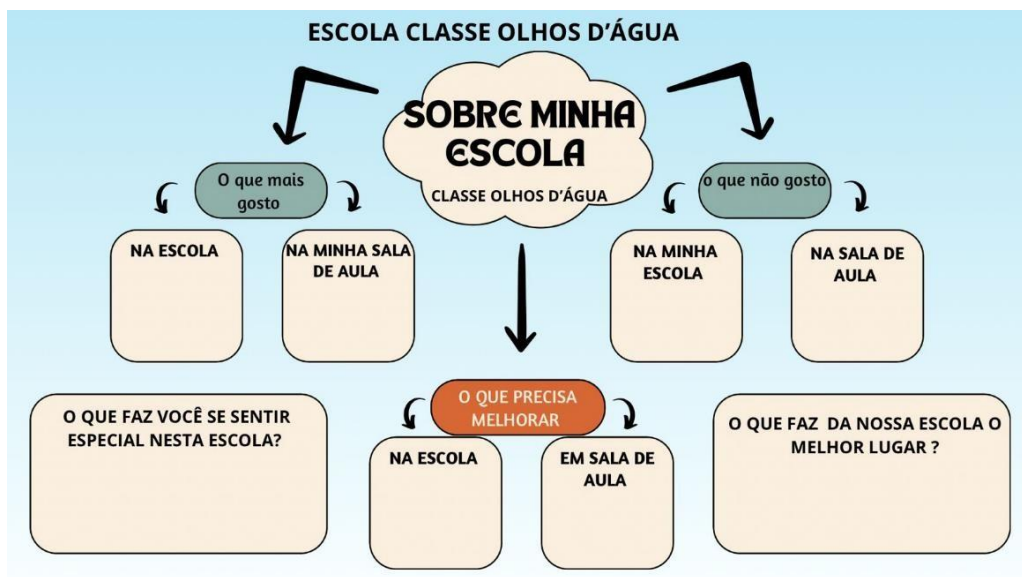 ESCOLA CLASSE OLHOS D’ÁGUA
SOBRE MINHA
ESCOLA
CLASSE OLHOS D’ÁGUA
O que mais
gosto
NA ESCOLA
NA MINHA SALA
DE AULA
o que não gosto
NA MINHA
ESCOLA
NA SALA DE
AULA
O QUE PRECISA
MELHORAR
NA ESCOLA
EM SALA DE
AULA
O QUE FAZ VOCÊ SE SENTIR
ESPECIAL NESTA ESCOLA?
O QUE FAZ DA NOSSA ESCOLA O
MELHOR LUGAR ?